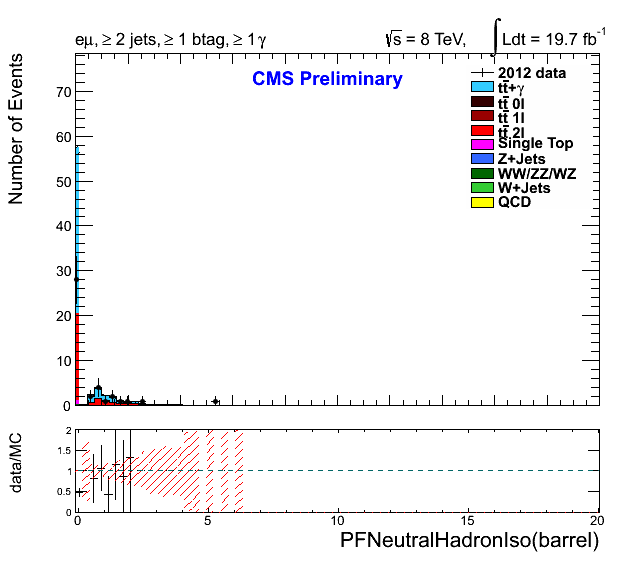 eμ, ≥ 2 jets, ≥ 1 btag, ≥ 1 γ
√s = 8 TeV, ∫ Ldt = 19.7 fb⁻¹
CMS Preliminary
2012 data
tt̄+γ
tt̄ 0l
tt̄ 1l
tt̄ 2l
Single Top
Z+Jets
WW/ZZ/WZ
W+Jets
QCD
Number of Events
70
60
50
40
30
20
10
0
data/MC
2
1.5
1
0.5
0
0 5 10 15 20
PFNeutralHadronIso(barrel)